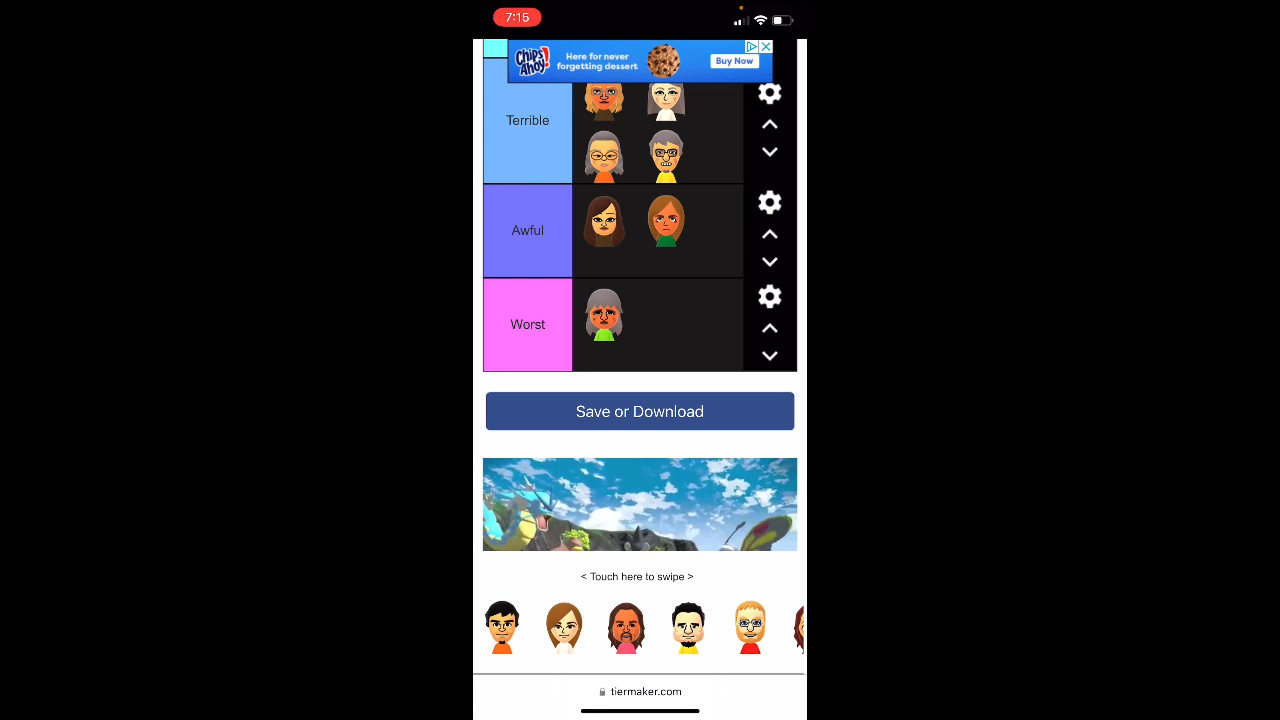 7:15
CHIPS AHOY!
Here for never
forgetting dessert
Buy Now
Terrible
Awful
Worst
Save or Download
< Touch here to swipe >
tiermaker.com